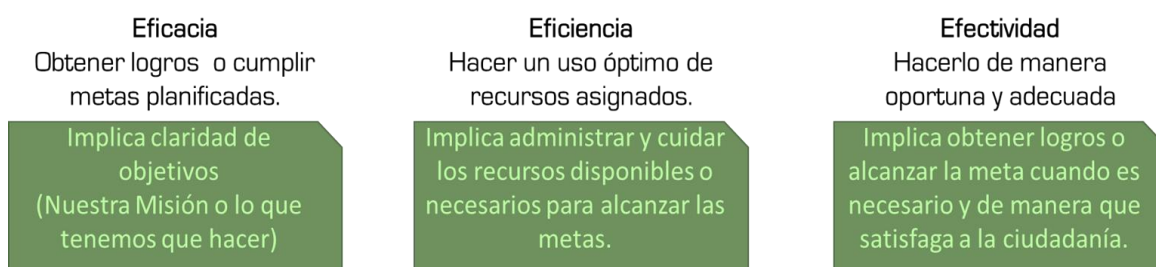 Eficacia
Obtener logros o cumplir
metas planificadas.
Implica claridad de
objetivos
(Nuestra Misión o lo que
tenemos que hacer)
Eficiencia
Hacer un uso óptimo de
recursos asignados.
Implica administrar y cuidar
los recursos disponibles o
necesarios para alcanzar las
metas.
Efectividad
Hacerlo de manera
oportuna y adecuada
Implica obtener logros o
alcanzar la meta cuando es
necesario y de manera que
satisfaga a la ciudadanía.